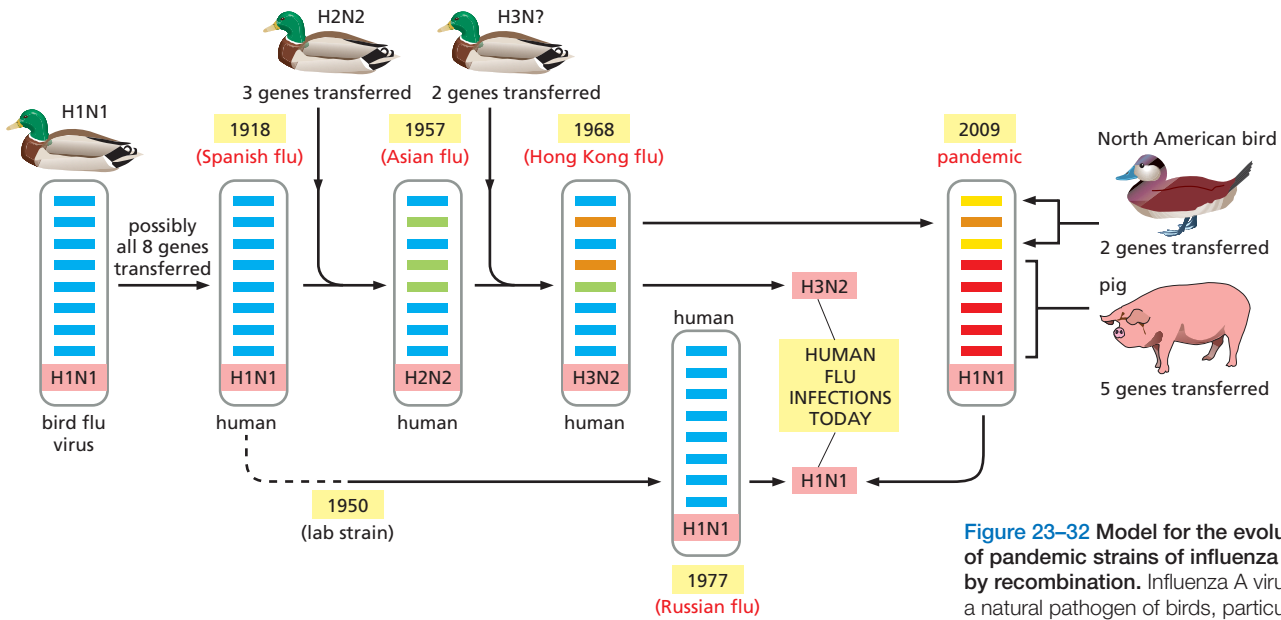 H1N1
H2N2
3 genes transferred
H3N?
2 genes transferred
1918
(Spanish flu)
1957
(Asian flu)
1968
(Hong Kong flu)
2009
pandemic
North American bird
2 genes transferred
pig
5 genes transferred
possibly
all 8 genes
transferred
H1N1
bird flu
virus
H1N1
human
H2N2
human
H3N2
human
H1N1
H3N2
HUMAN
FLU
INFECTIONS
TODAY
H1N1
human
H1N1
1977
(Russian flu)
1950
(lab strain)
Figure 23–32 Model for the evolu
of pandemic strains of influenza
by recombination. Influenza A viru
a natural pathogen of birds, particu